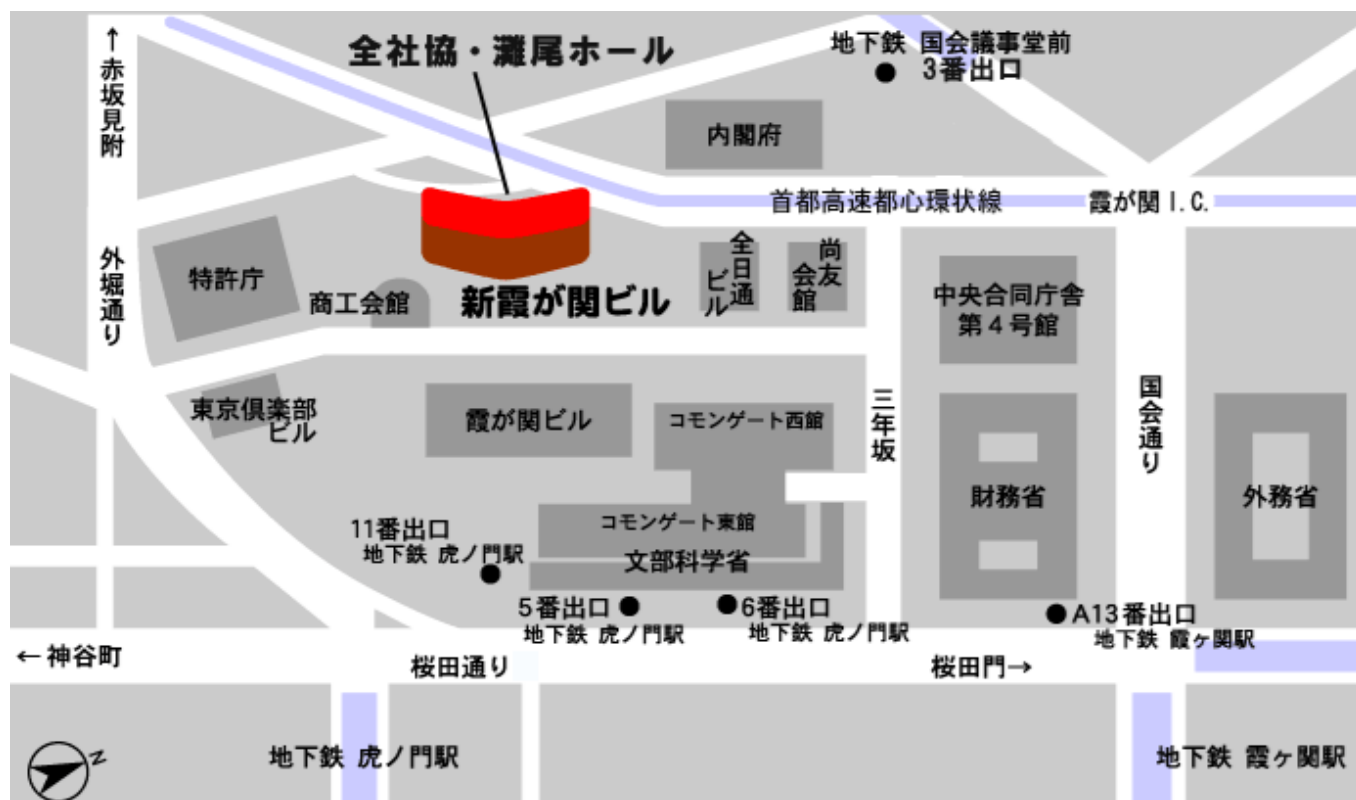 ↑赤坂見附
全社協・灘尾ホール
地下鉄 国会議事堂前
3番出口
内閣府
首都高速都心環状線
霞が関 I.C.
外堀通り
特許庁
商工会館
新霞が関ビル
全日通
ビル
尚友
会館
中央合同庁舎
第4号館
東京倶楽部
ビル
霞が関ビル
コモンゲート西館
三年坂
国会通り
財務省
外務省
コモンゲート東館
文部科学省
11番出口
地下鉄 虎ノ門駅
5番出口
地下鉄 虎ノ門駅
6番出口
地下鉄 虎ノ門駅
A13番出口
地下鉄 霞ヶ関駅
←神谷町
桜田通り
桜田門→
地下鉄 虎ノ門駅
地下鉄 霞ヶ関駅
N